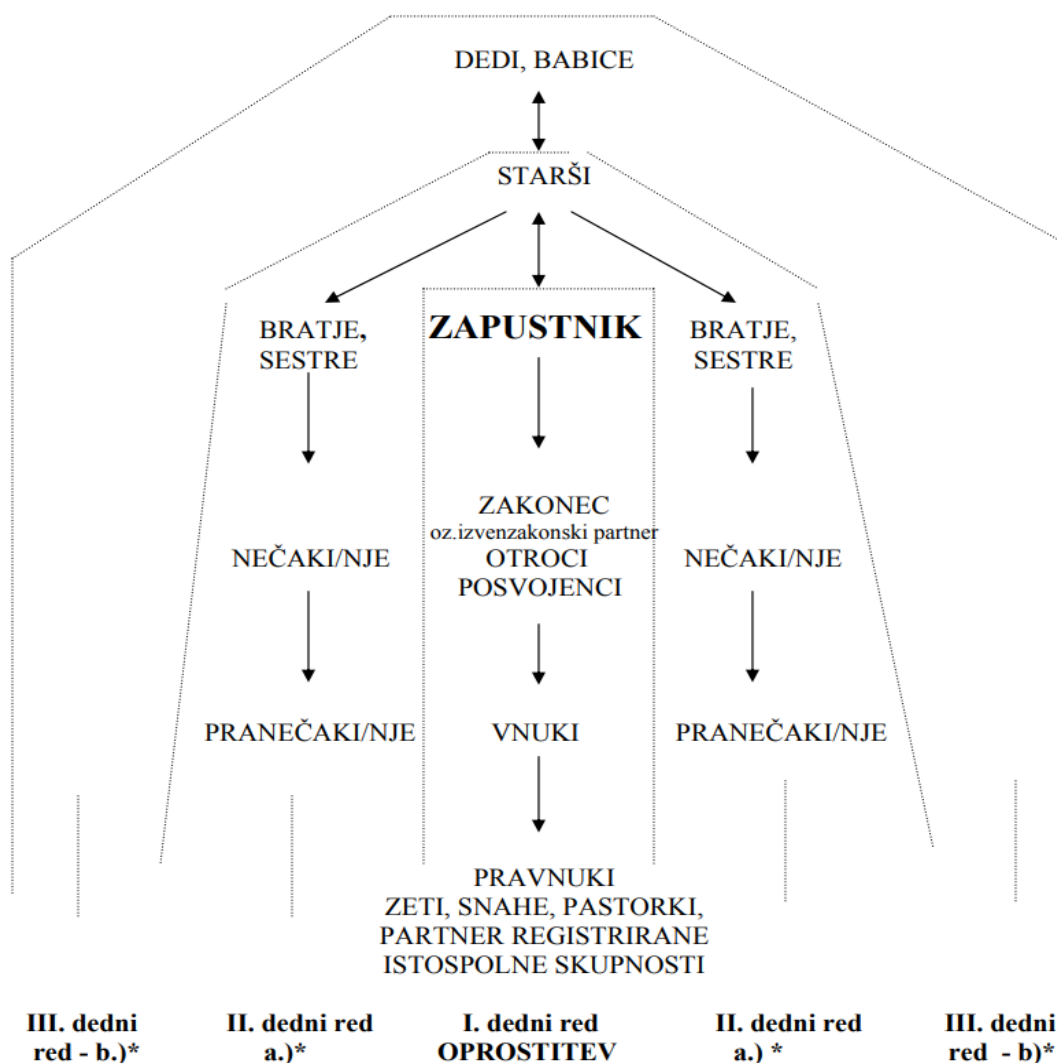 DEDI, BABICE
STARŠI
BRATJE,
SESTRE
ZAPUSTNIK
BRATJE,
SESTRE
ZAKONEC
oz.izvenzakonski partner
OTROCI
POSVOJENCI
NEČAKI/NJE
NEČAKI/NJE
PRANEČAKI/NJE
VNUKI
PRANEČAKI/NJE
PRAVNUKI
ZETI, SNAHE, PASTORKI,
PARTNER REGISTRIRANE
ISTOSPOLNE SKUPNOSTI
III. dedni
red - b.)*
II. dedni red
a.)*
I. dedni red
OPROSTITEV
II. dedni red
a.) *
III. dedni
red - b)*